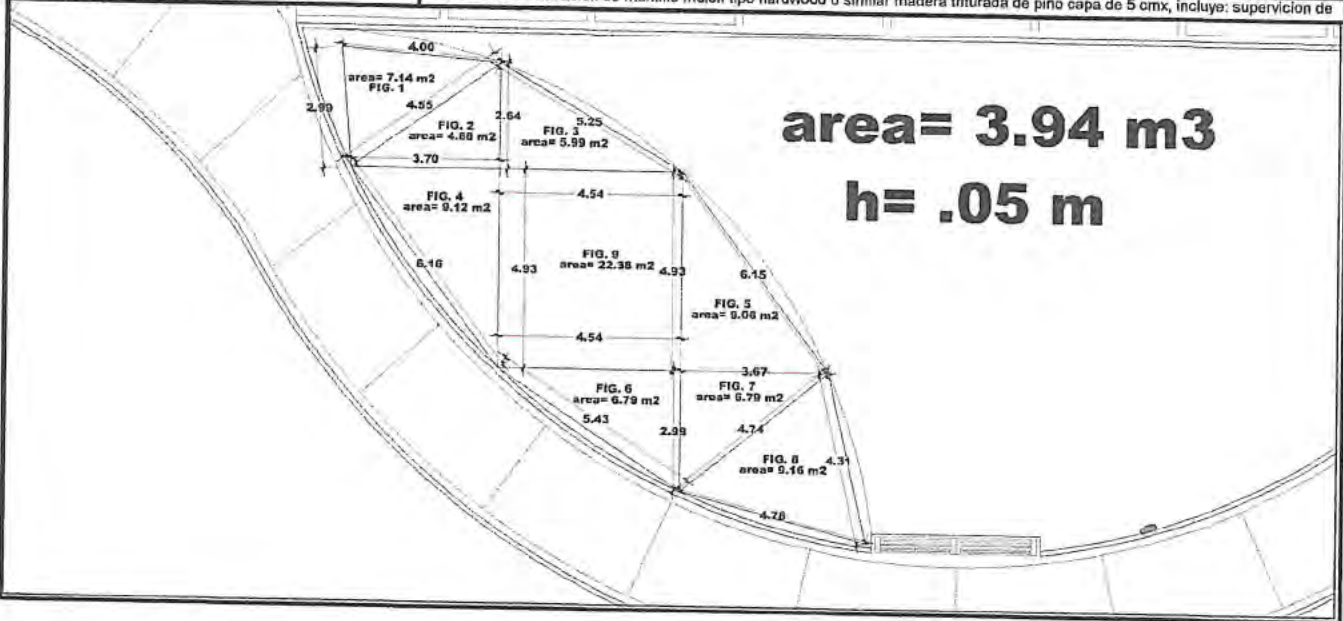 madera triturada de pino capa de 5 cmx, incluye: supervicion de
4.00
area= 7.14 m2
FIG. 1
2.99
4.55
FIG. 2
area= 4.88 m2
2.64
3.70
5.25
FIG. 3
area= 5.99 m2
area= 3.94 m3
h= .05 m
FIG. 4
area= 9.12 m2
4.54
6.16
4.93
FIG. 9
area= 22.38 m2
4.93
6.15
FIG. 5
area= 9.06 m2
4.54
3.67
FIG. 6
area= 6.79 m2
5.43
2.99
FIG. 7
area= 6.79 m2
4.74
FIG. 8
area= 9.16 m2
4.31
4.76